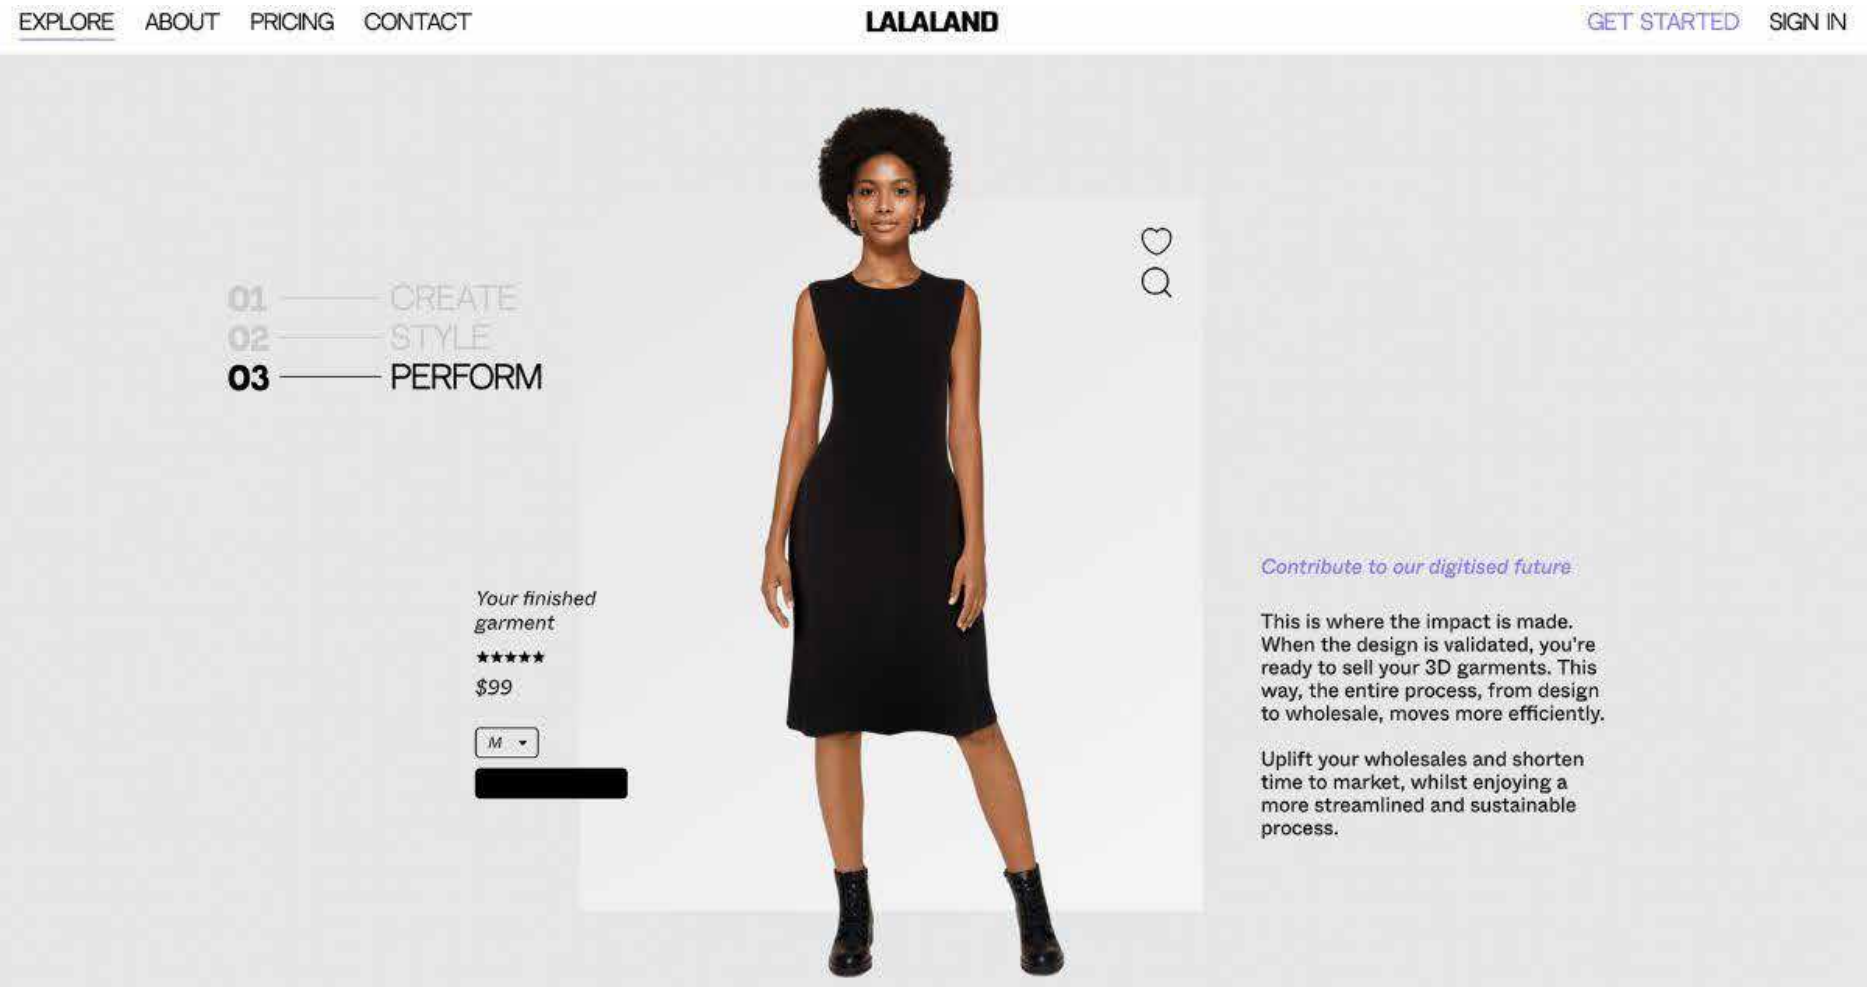 EXPLORE ABOUT PRICING CONTACT LALALAND GET STARTED SIGN IN
01 CREATE
02 STYLE
03 PERFORM
Your finished
garment
★★★★★
$99
M
Contribute to our digitised future
This is where the impact is made.
When the design is validated, you're
ready to sell your 3D garments. This
way, the entire process, from design
to wholesale, moves more efficiently.
Uplift your wholesales and shorten
time to market, whilst enjoying a
more streamlined and sustainable
process.